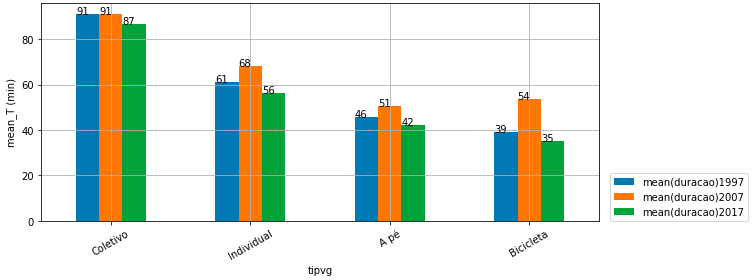 mean_T (min)
80
60
40
20
0
91
91
87
61
68
56
46
51
42
39
54
35
Coletivo
Individual
A pé
Bicicleta
tipvg
mean(duracao)1997
mean(duracao)2007
mean(duracao)2017